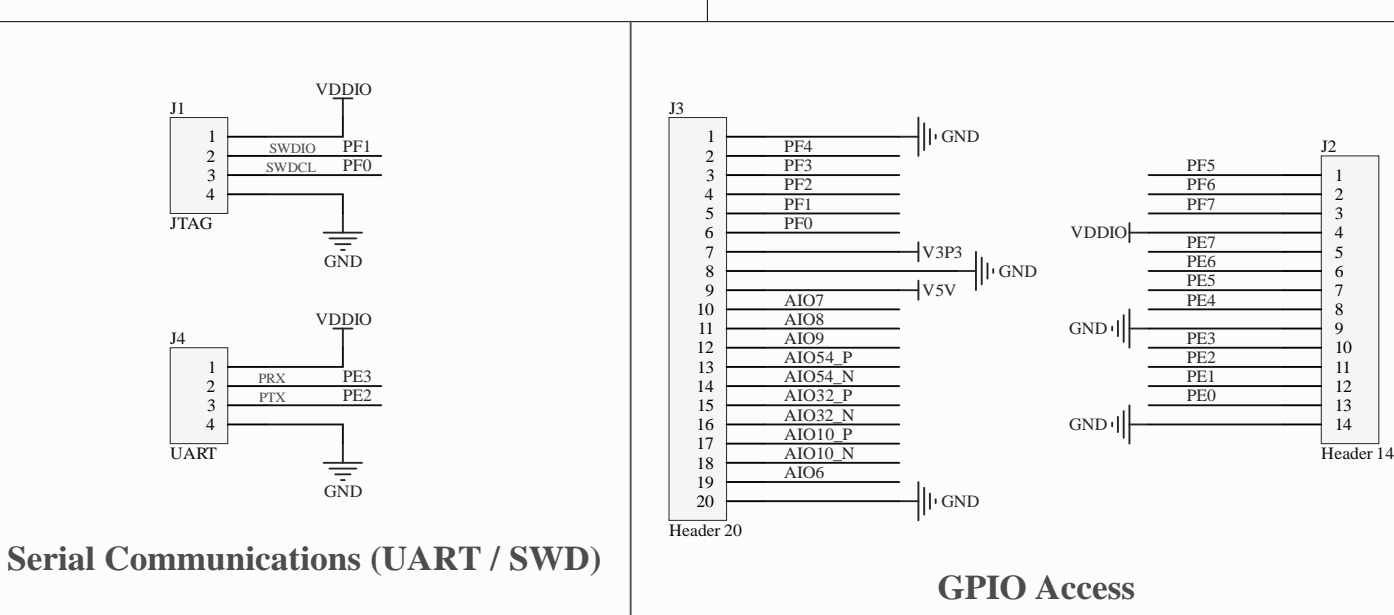 VDDIO
J1
1
2 SWDIO PF1
3 SWDCL PF0
4
JTAG
GND
VDDIO
J4
1
2 PRX PE3
3 PTX PE2
4
UART
GND
Serial Communications (UART / SWD)
J3
1 GND
2 PF4
3 PF3
4 PF2
5 PF1
6 PF0
7 V3P3
8 GND
9 V5V
10 AIO7
11 AIO8
12 AIO9
13 AIO54_P
14 AIO54_N
15 AIO32_P
16 AIO32_N
17 AIO10_P
18 AIO10_N
19 AIO6
20 GND
Header 20
J2
PF5 1
PF6 2
PF7 3
VDDIO 4
PE7 5
PE6 6
PE5 7
PE4 8
GND 9
PE3 10
PE2 11
PE1 12
PE0 13
GND 14
Header 14
GPIO Access